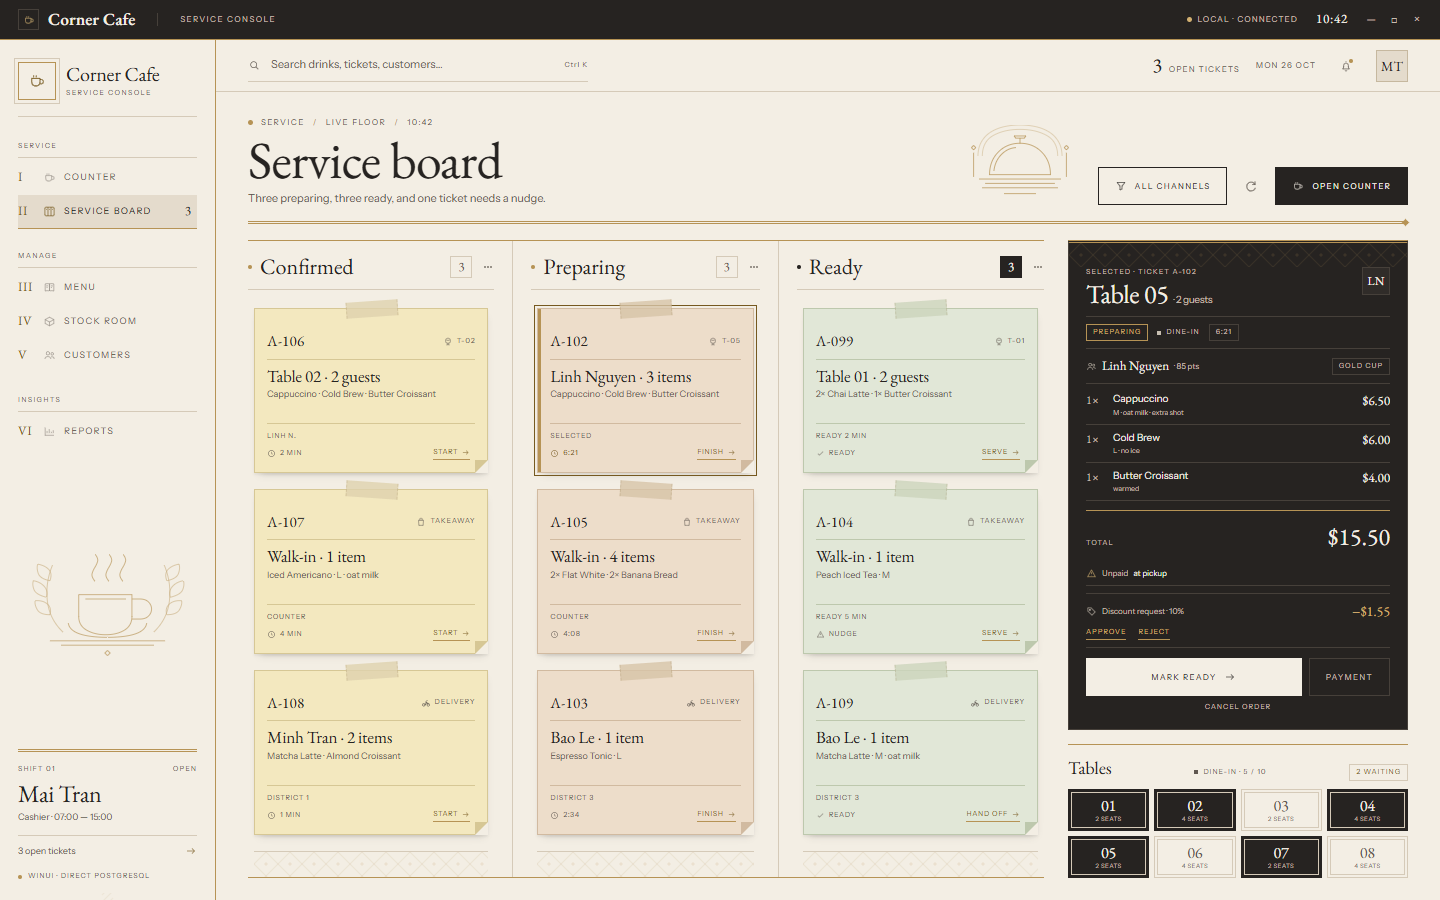 Corner Cafe
SERVICE CONSOLE
LOCAL · CONNECTED
10:42
Corner Cafe
SERVICE CONSOLE
SERVICE
I COUNTER
II SERVICE BOARD 3
MANAGE
III MENU
IV STOCK ROOM
V CUSTOMERS
INSIGHTS
VI REPORTS
SHIFT 01 OPEN
Mai Tran
Cashier · 07:00 — 15:00
3 open tickets →
WINUI · DIRECT POSTGRESQL
Search drinks, tickets, customers... Ctrl K
3 OPEN TICKETS
MON 26 OCT
MT
SERVICE / LIVE FLOOR / 10:42
Service board
Three preparing, three ready, and one ticket needs a nudge.
ALL CHANNELS
OPEN COUNTER
Confirmed 3 ···
A-106 T-02
Table 02 · 2 guests
Cappuccino · Cold Brew · Butter Croissant
LINH N.
2 MIN START →
A-107 TAKEAWAY
Walk-in · 1 item
Iced Americano · L · oat milk
COUNTER
4 MIN START →
A-108 DELIVERY
Minh Tran · 2 items
Matcha Latte · Almond Croissant
DISTRICT 1
1 MIN START →
Preparing 3 ···
A-102 T-05
Linh Nguyen · 3 items
Cappuccino · Cold Brew · Butter Croissant
SELECTED
6:21 FINISH →
A-105 TAKEAWAY
Walk-in · 4 items
2× Flat White · 2× Banana Bread
COUNTER
4:08 FINISH →
A-103 DELIVERY
Bao Le · 1 item
Espresso Tonic · L
DISTRICT 3
2:34 FINISH →
Ready 3 ···
A-099 T-01
Table 01 · 2 guests
2× Chai Latte · 1× Butter Croissant
READY 2 MIN
READY SERVE →
A-104 TAKEAWAY
Walk-in · 1 item
Peach Iced Tea · M
READY 5 MIN
NUDGE SERVE →
A-109 DELIVERY
Bao Le · 1 item
Matcha Latte · M · oat milk
DISTRICT 3
READY HAND OFF →
SELECTED · TICKET A-102
Table 05 · 2 guests
LN
PREPARING DINE-IN 6:21
Linh Nguyen · 85 pts GOLD CUP
1× Cappuccino $6.50
M · oat milk · extra shot
1× Cold Brew $6.00
L · no ice
1× Butter Croissant $4.00
warmed
TOTAL $15.50
Unpaid at pickup
Discount request · 10% −$1.55
APPROVE REJECT
MARK READY →
PAYMENT
CANCEL ORDER
Tables DINE-IN · 5 / 10 2 WAITING
01 02 03 04
2 SEATS 4 SEATS 2 SEATS 4 SEATS
05 06 07 08
2 SEATS 4 SEATS 2 SEATS 4 SEATS